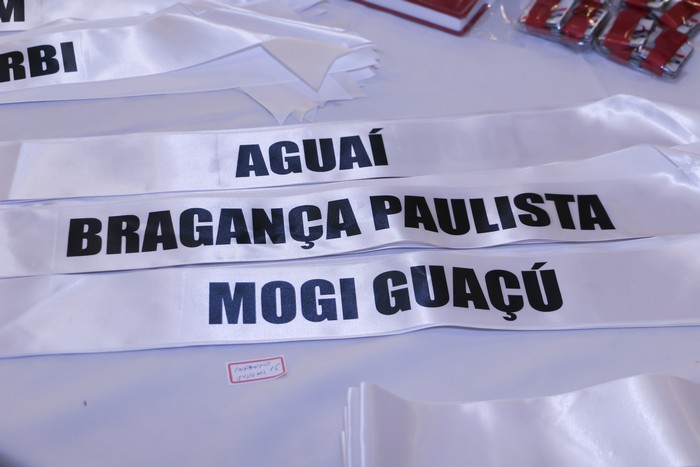 M
RBI
AGUAÍ
BRAGANÇA PAULISTA
MOGI GUAÇÚ